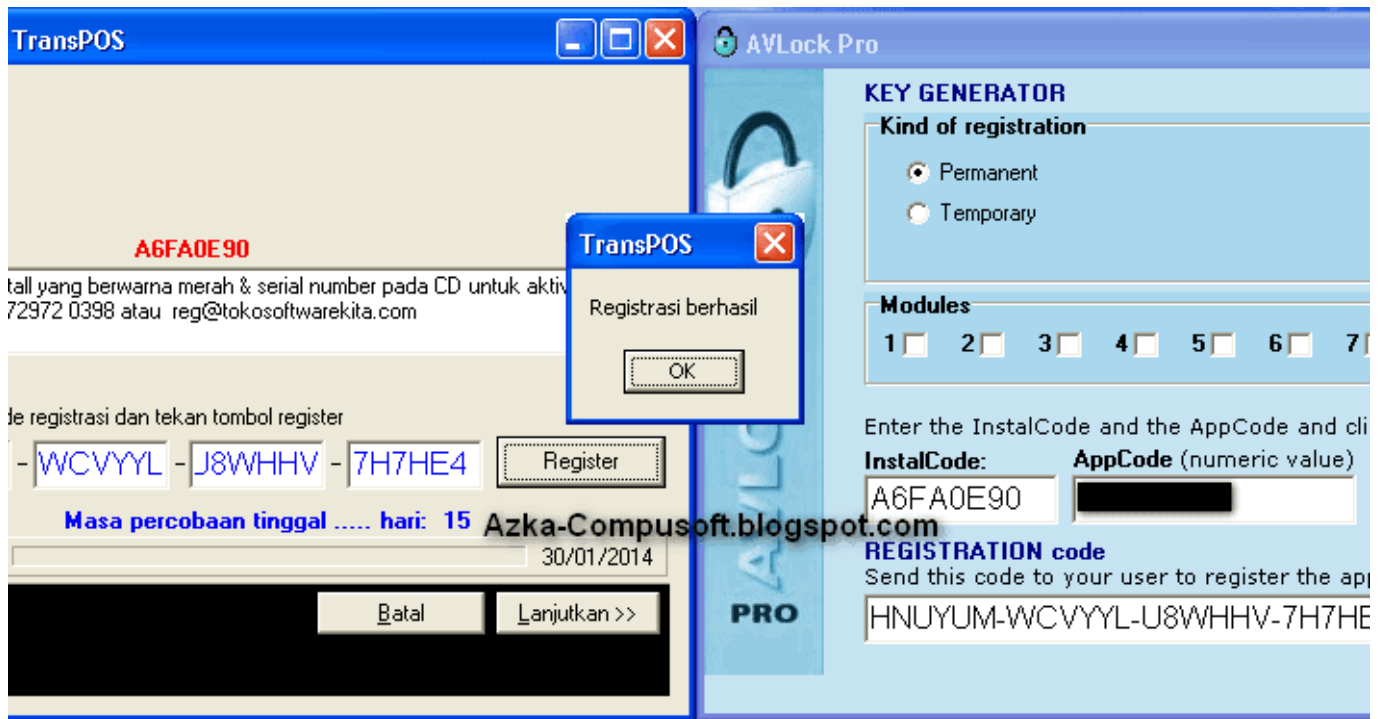 TransPOS
A6FA0E90
tall yang berwarna merah & serial number pada CD untuk aktiv
72972 0398 atau reg@tokosoftwarekita.com
de registrasi dan tekan tombol register
- WCVYYL - J8WHHV - 7H7HE4 Register
Masa percobaan tinggal ..... hari: 15
30/01/2014
Batal Lanjutkan >>
TransPOS
Registrasi berhasil
OK
AVLock Pro
KEY GENERATOR
Kind of registration
Permanent
Temporary
Modules
1 2 3 4 5 6 7
Enter the InstalCode and the AppCode and cli
InstalCode: AppCode (numeric value)
A6FA0E90
REGISTRATION code
Send this code to your user to register the app
HNUYUM-WCVYYL-U8WHHV-7H7HE
AVLOCK
PRO
Azka-Compusoft.blogspot.com